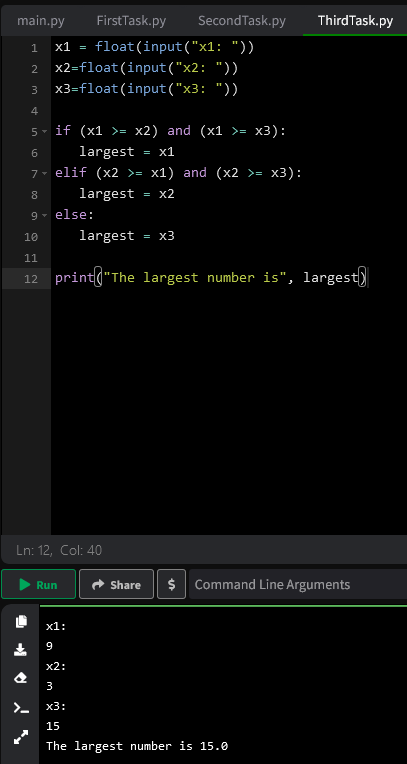 main.py FirstTask.py SecondTask.py ThirdTask.py
1 x1 = float(input("x1: "))
2 x2=float(input("x2: "))
3 x3=float(input("x3: "))
4
5 if (x1 >= x2) and (x1 >= x3):
6    largest = x1
7 elif (x2 >= x1) and (x2 >= x3):
8    largest = x2
9 else:
10    largest = x3
11
12 print("The largest number is", largest)
Ln: 12, Col: 40
Run Share $ Command Line Arguments
x1:
9
x2:
3
x3:
15
The largest number is 15.0